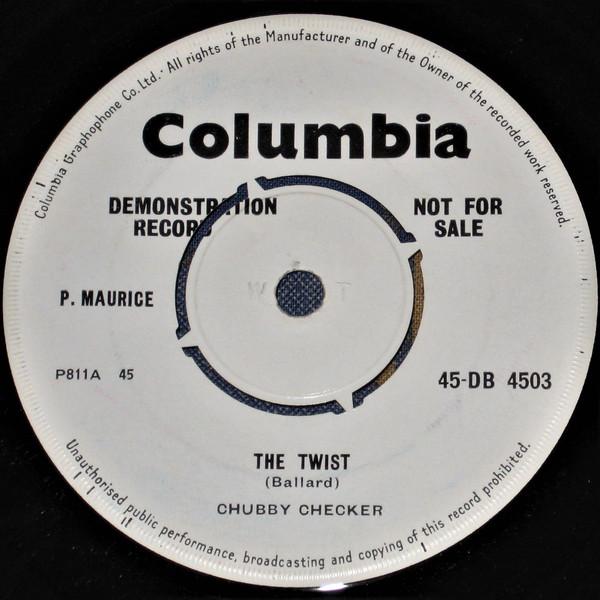 Columbia Graphophone Co. Ltd. · All rights of the Manufacturer and of the Owner of the recorded work reserved.
Columbia
DEMONSTRATION
RECORD
NOT FOR
SALE
P. MAURICE
P811A 45
45-DB 4503
THE TWIST
(Ballard)
CHUBBY CHECKER
Unauthorised public performance, broadcasting and copying of this record prohibited.